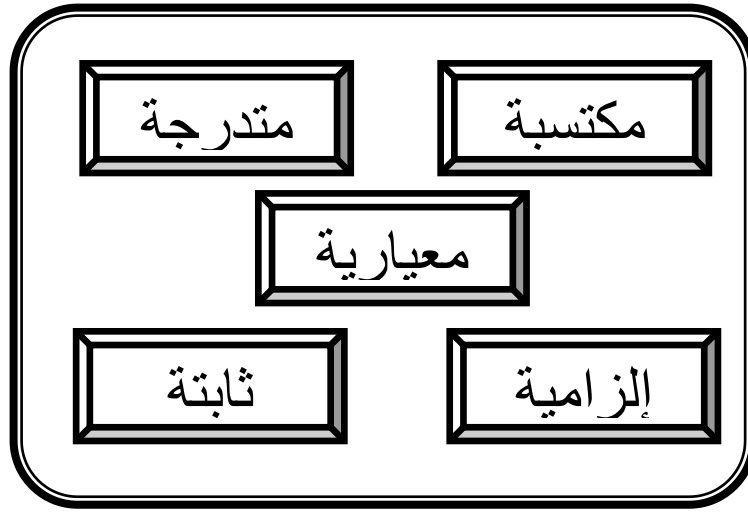 مكتسبة
متدرجة
معيارية
إلزامية
ثابتة